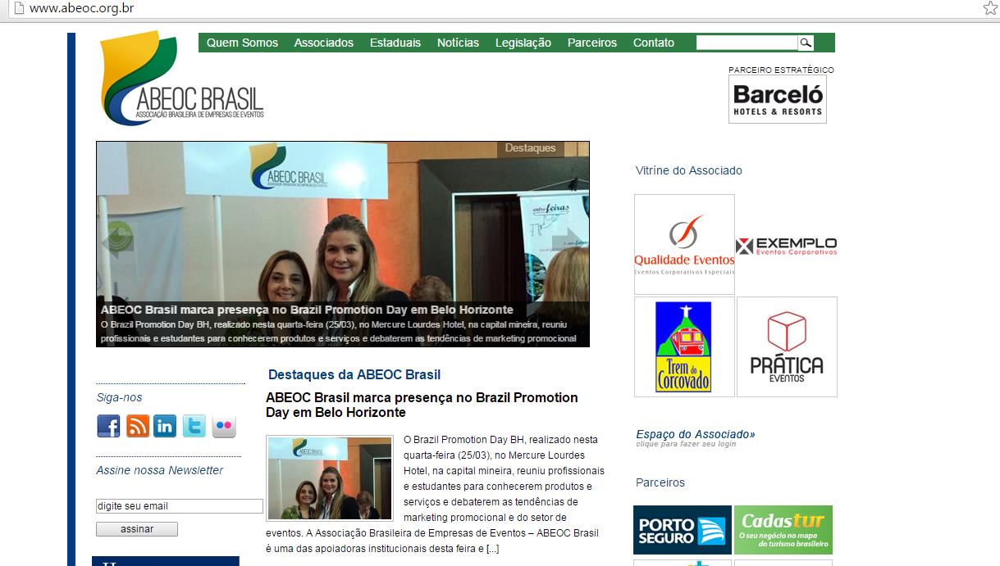 www.abeoc.org.br
Quem Somos Associados Estaduais Notícias Legislação Parceiros Contato
ABEOC BRASIL
ASSOCIAÇÃO BRASILEIRA DE EMPRESAS DE EVENTOS
PARCEIRO ESTRATÉGICO
Barceló
HOTELS & RESORTS
Destaques
ABEOC BRASIL
entre feiras
ABEOC Brasil marca presença no Brazil Promotion Day em Belo Horizonte
O Brazil Promotion Day BH, realizado nesta quarta-feira (25/03), no Mercure Lourdes Hotel, na capital mineira, reuniu
profissionais e estudantes para conhecerem produtos e serviços e debaterem as tendências de marketing promocional
Vitríne do Associado
Qualidade Eventos
Eventos Corporativos Especiais
EXEMPLO
Eventos Corporativos
Trem do
Corcovado
PRÁTICA
EVENTOS
Siga-nos
Assine nossa Newsletter
digite seu email
assinar
Destaques da ABEOC Brasil
ABEOC Brasil marca presença no Brazil Promotion
Day em Belo Horizonte
ABEOC BRASIL
O Brazil Promotion Day BH, realizado nesta
quarta-feira (25/03), no Mercure Lourdes
Hotel, na capital mineira, reuniu profissionais
e estudantes para conhecerem produtos e
serviços e debaterem as tendências de
marketing promocional e do setor de
eventos. A Associação Brasileira de Empresas de Eventos – ABEOC Brasil
é uma das apoiadoras institucionais desta feira e [...]
Espaço do Associado»
clique para fazer seu login
Parceiros
PORTO
SEGURO
Cadastur
O seu negócio no mapa
do turismo brasileiro